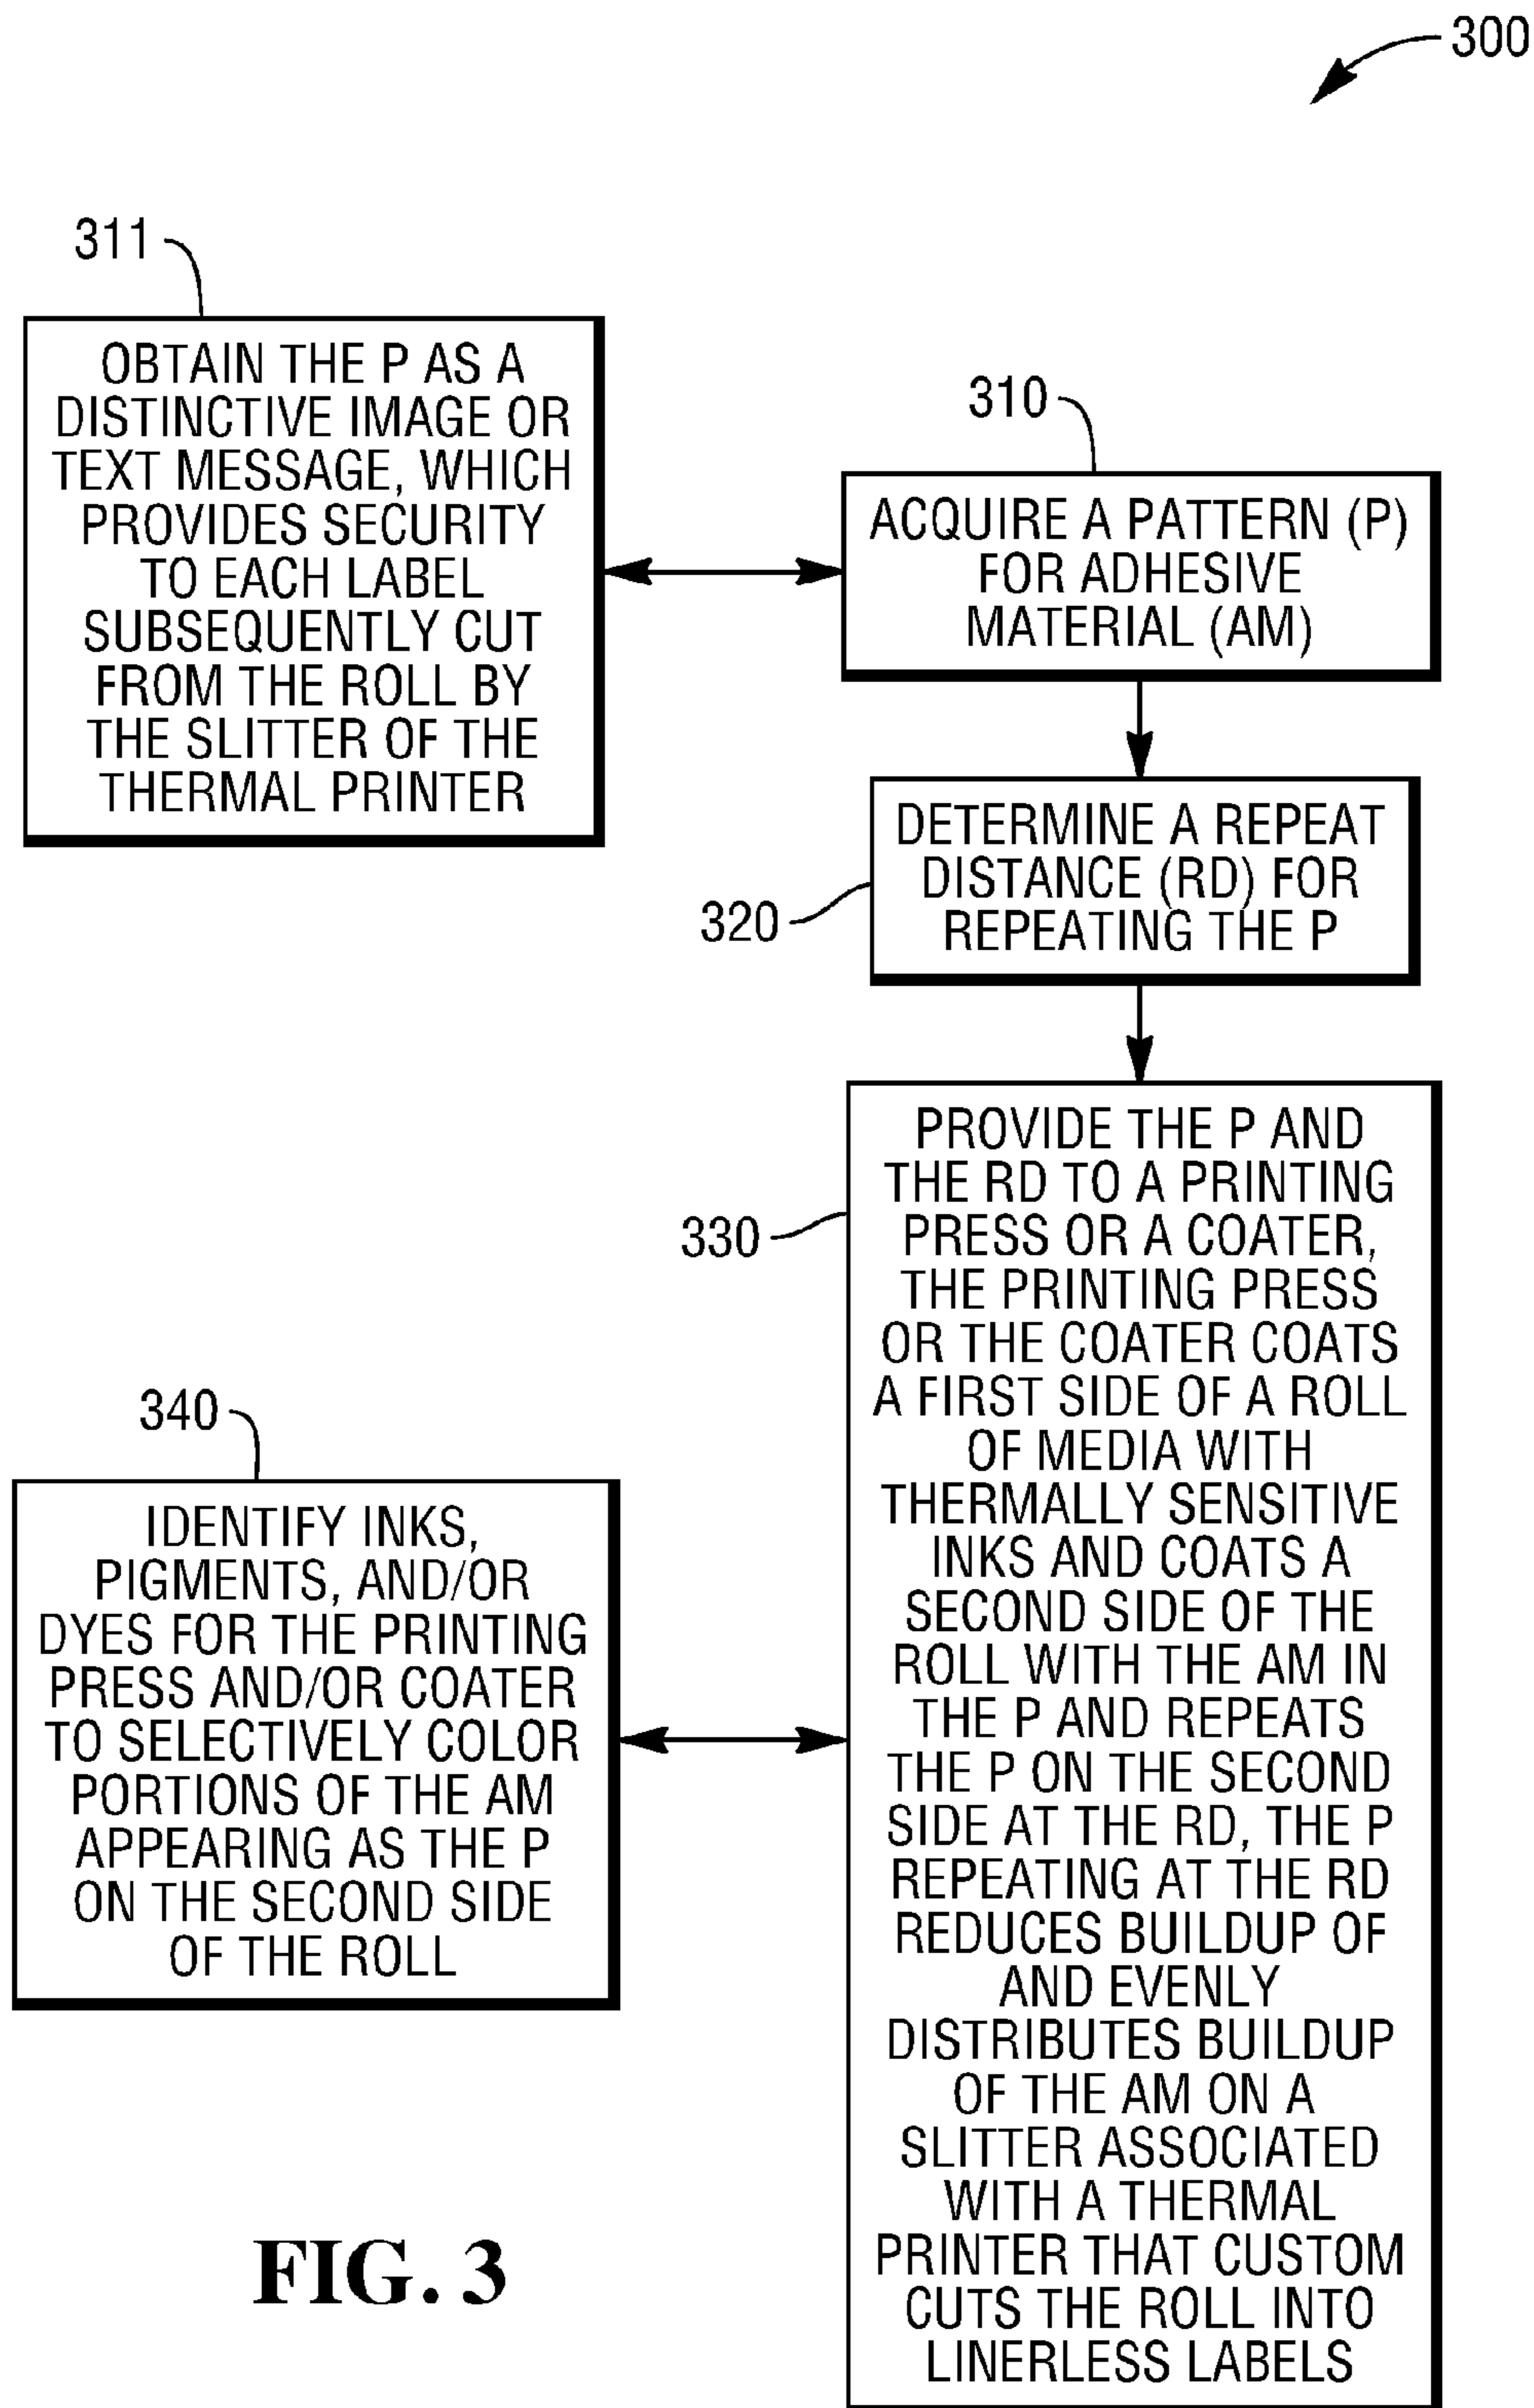 300
311
OBTAIN THE P AS A
DISTINCTIVE IMAGE OR
TEXT MESSAGE, WHICH
PROVIDES SECURITY
TO EACH LABEL
SUBSEQUENTLY CUT
FROM THE ROLL BY
THE SLITTER OF THE
THERMAL PRINTER
310
ACQUIRE A PATTERN (P)
FOR ADHESIVE
MATERIAL (AM)
320
DETERMINE A REPEAT
DISTANCE (RD) FOR
REPEATING THE P
330
PROVIDE THE P AND
THE RD TO A PRINTING
PRESS OR A COATER,
THE PRINTING PRESS
OR THE COATER COATS
A FIRST SIDE OF A ROLL
OF MEDIA WITH
THERMALLY SENSITIVE
INKS AND COATS A
SECOND SIDE OF THE
ROLL WITH THE AM IN
THE P AND REPEATS
THE P ON THE SECOND
SIDE AT THE RD, THE P
REPEATING AT THE RD
REDUCES BUILDUP OF
AND EVENLY
DISTRIBUTES BUILDUP
OF THE AM ON A
SLITTER ASSOCIATED
WITH A THERMAL
PRINTER THAT CUSTOM
CUTS THE ROLL INTO
LINERLESS LABELS
340
IDENTIFY INKS,
PIGMENTS, AND/OR
DYES FOR THE PRINTING
PRESS AND/OR COATER
TO SELECTIVELY COLOR
PORTIONS OF THE AM
APPEARING AS THE P
ON THE SECOND SIDE
OF THE ROLL
FIG. 3